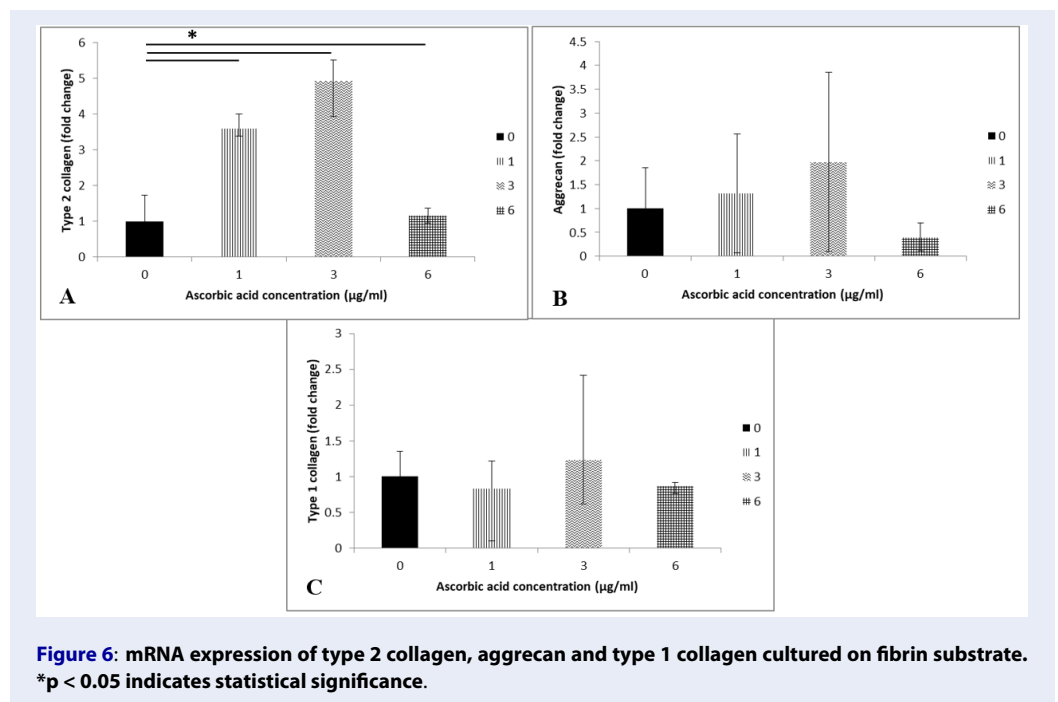 *
Type 2 collagen (fold change)
6
5
4
3
2
1
0
0 1 3 6
Ascorbic acid concentration (µg/ml)
0
1
3
6
A
Aggrecan (fold change)
4.5
4
3.5
3
2.5
2
1.5
1
0.5
0
0 1 3 6
Ascorbic acid concentration (µg/ml)
0
1
3
6
B
Type 1 collagen (fold change)
3
2.5
2
1.5
1
0.5
0
0 1 3 6
Ascorbic acid concentration (µg/ml)
0
1
3
6
C
Figure 6: mRNA expression of type 2 collagen, aggrecan and type 1 collagen cultured on fibrin substrate.
*p < 0.05 indicates statistical significance.